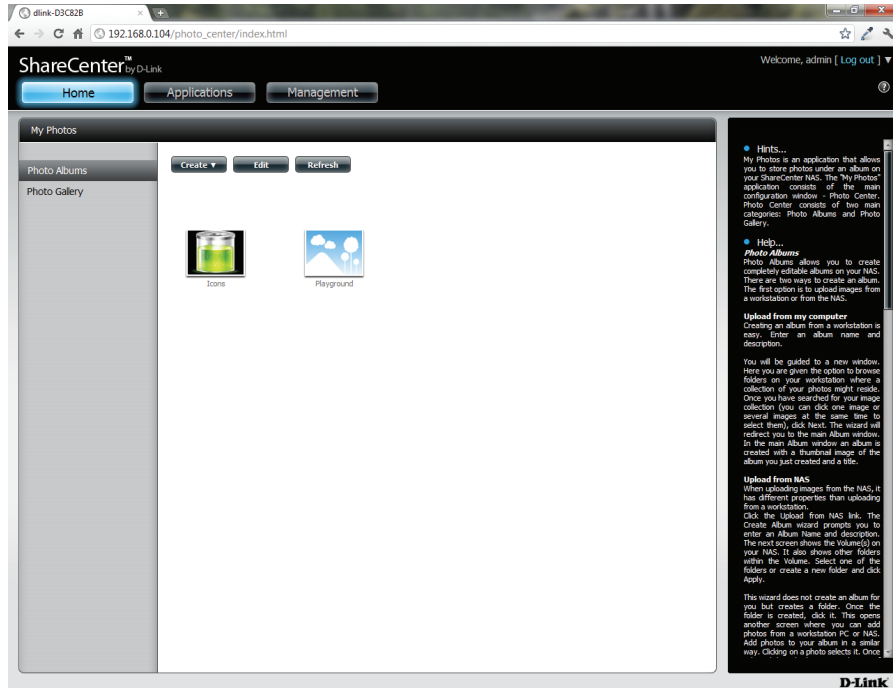 dlink-D3C82B
192.168.0.104/photo_center/index.html
ShareCenter™ by D-Link
Welcome, admin [ Log out ] ▼
Home
Applications
Management
My Photos
Photo Albums
Photo Gallery
Create ▼
Edit
Refresh
Icons
Playground
Hints...
My Photos is an application that allows
you to store photos under an album on
your ShareCenter NAS. The "My Photos"
application consists of the main
configuration window - Photo Center.
Photo Center consists of two main
categories: Photo Albums and Photo
Gallery.
Help...
Photo Albums
Photo Albums allows you to create
completely editable albums on your NAS.
There are two ways to create an album.
The first option is to upload images from
a workstation or from the NAS.
Upload from my computer
Creating an album from a workstation is
easy. Enter an album name and
description.
You will be guided to a new window.
Here you are given the option to browse
folders on your workstation where a
collection of your photos might reside.
Once you have searched for your image
collection (you can click one image or
several images at the same time to
select them), click Next. The wizard will
redirect you to the main Album window.
In the main Album window an album is
created with a thumbnail image of the
album you just created and a title.
Upload from NAS
When uploading images from the NAS, it
has different properties than uploading
from a workstation.
Click the Upload from NAS link. The
Create Album wizard prompts you to
enter an Album Name and description.
The next screen shows the Volume(s) on
your NAS. It also shows other folders
within the Volume. Select one of the
folders or create a new folder and click
Apply.
This wizard does not create an album for
you but creates a folder. Once the
folder is created, click it. This opens
another screen where you can add
photos from a workstation PC or NAS.
Add photos to your album in a similar
way. Clicking on a photo selects it. Once
D-Link